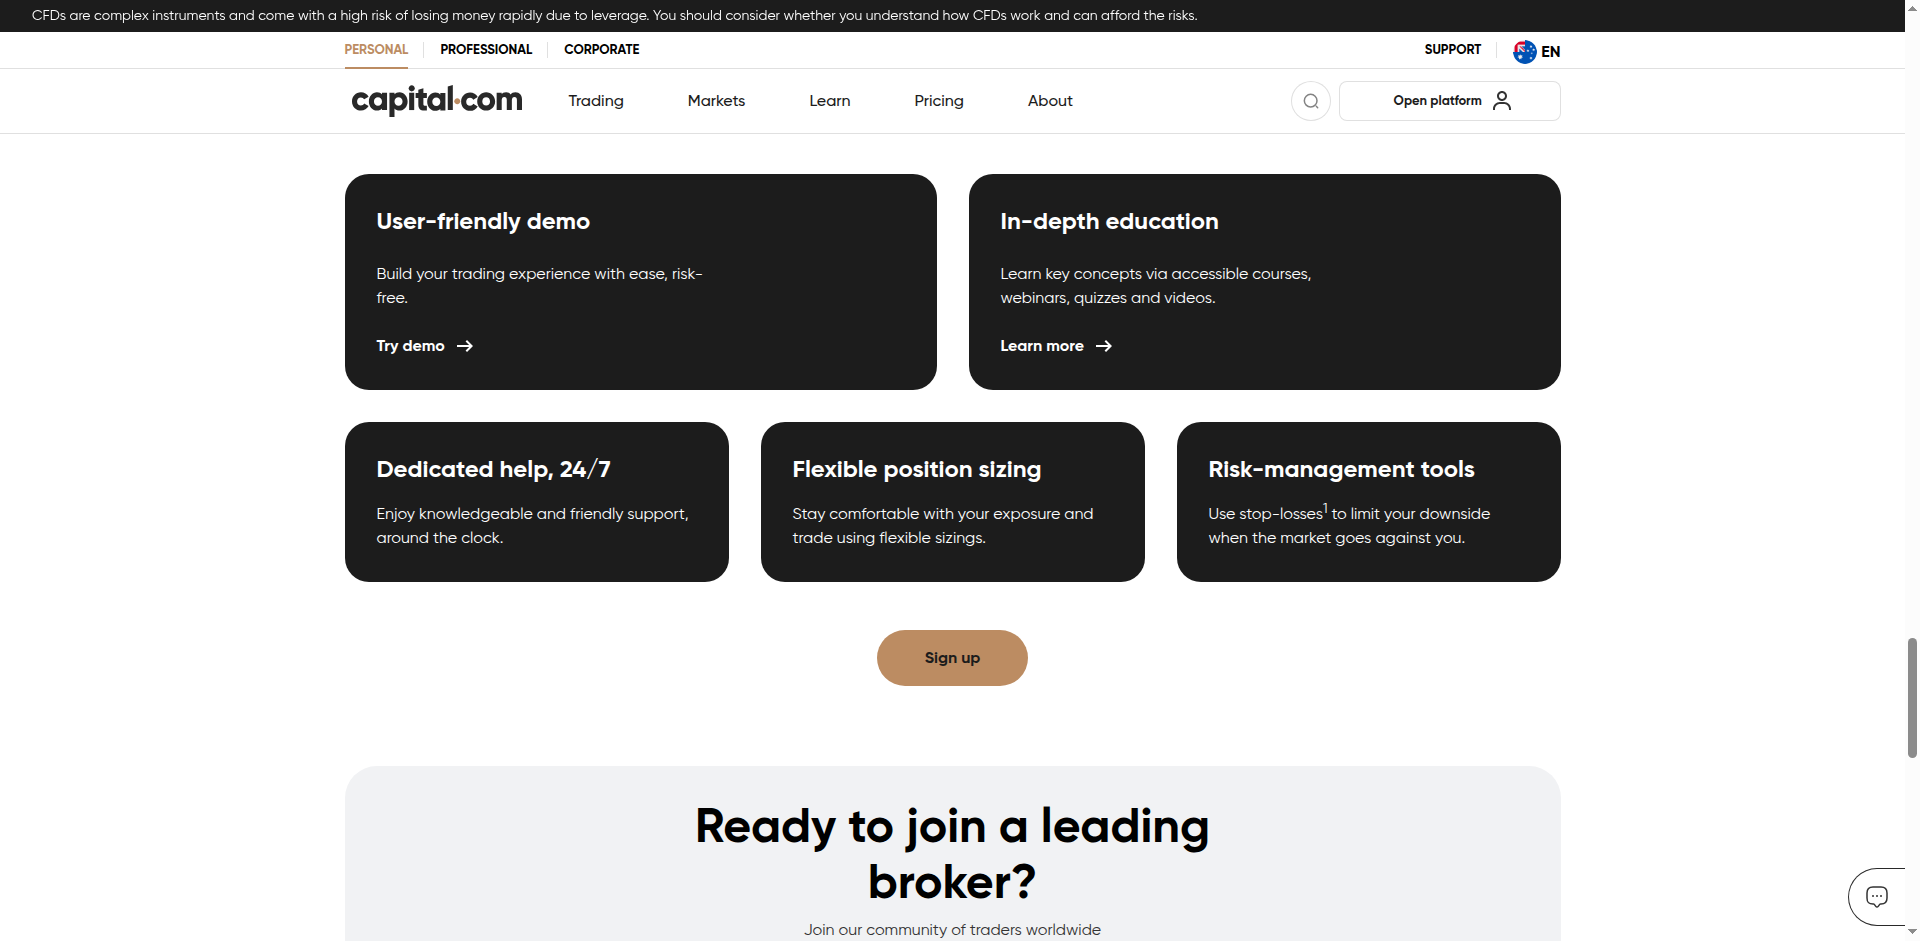 CFDs are complex instruments and come with a high risk of losing money rapidly due to leverage. You should consider whether you understand how CFDs work and can afford the risks.
PERSONAL
PROFESSIONAL
CORPORATE
SUPPORT
EN
capital.com
Trading
Markets
Learn
Pricing
About
Open platform
User-friendly demo
Build your trading experience with ease, risk-
free.
Try demo
In-depth education
Learn key concepts via accessible courses,
webinars, quizzes and videos.
Learn more
Dedicated help, 24/7
Enjoy knowledgeable and friendly support,
around the clock.
Flexible position sizing
Stay comfortable with your exposure and
trade using flexible sizings.
Risk-management tools
Use stop-losses¹ to limit your downside
when the market goes against you.
Sign up
Ready to join a leading
broker?
Join our community of traders worldwide